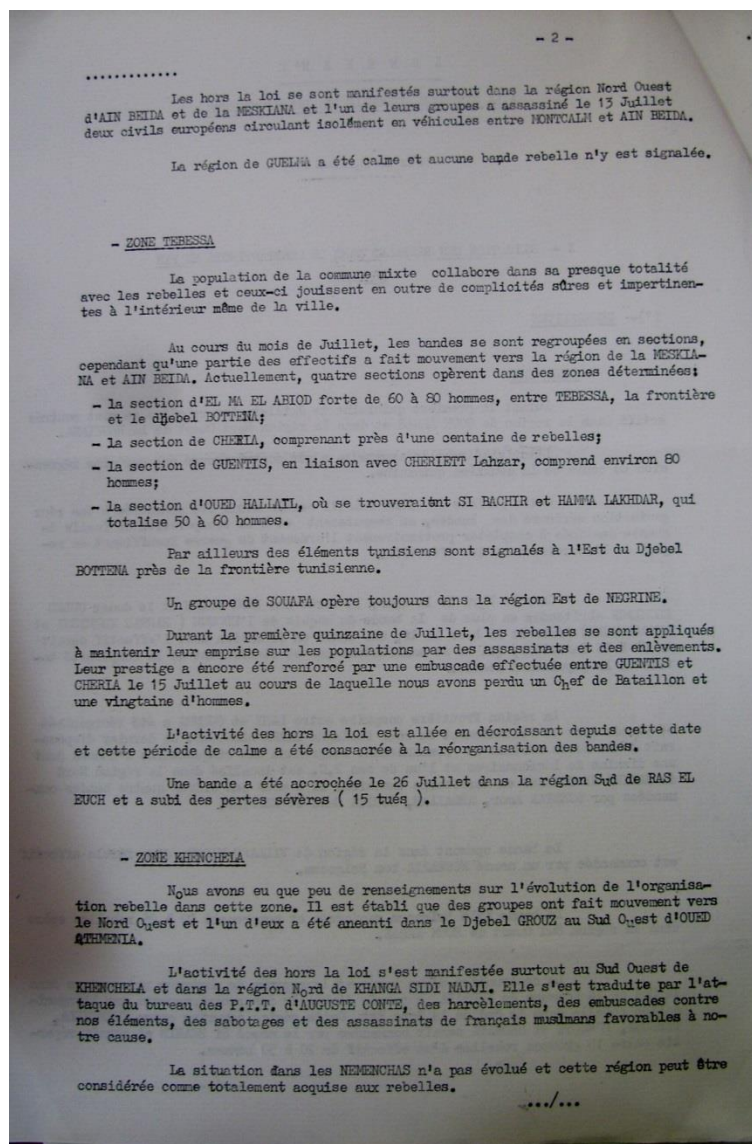 - 2 -
.............
Les hors la loi se sont manifestés surtout dans la région Nord Ouest
d'AIN BEIDA et de la MESKIANA et l'un de leurs groupes a assassiné le 13 Juillet
deux civils européens circulant isolément en véhicules entre MONTCALM et AIN BEIDA.
La région de GUELMA a été calme et aucune bande rebelle n'y est signalée.
- ZONE TEBESSA
La population de la commune mixte collabore dans sa presque totalité
avec les rebelles et ceux-ci jouissent en outre de complicités sûres et impertinen-
tes à l'intérieur même de la ville.
Au cours du mois de Juillet, les bandes se sont regroupées en sections,
cependant qu'une partie des effectifs a fait mouvement vers la région de la MESKIA-
NA et AIN BEIDA. Actuellement, quatre sections opèrent dans des zones déterminées:
- la section d'EL MA EL ABIOD forte de 60 à 80 hommes, entre TEBESSA, la frontière
et le djebel BOTTENA;
- la section de CHERIA, comprenant près d'une centaine de rebelles;
- la section de GUENTIS, en liaison avec CHERIETT Lahzar, comprend environ 80
hommes;
- la section d'OUED HALLAIL, où se trouveraient SI BACHIR et HAMMA LAKHDAR, qui
totalise 50 à 60 hommes.
Par ailleurs des éléments tunisiens sont signalés à l'Est du Djebel
BOTTENA près de la frontière tunisienne.
Un groupe de SOUAFA opère toujours dans la région Est de NEGRINE.
Durant la première quinzaine de Juillet, les rebelles se sont appliqués
à maintenir leur emprise sur les populations par des assassinats et des enlèvements.
Leur prestige a encore été renforcé par une embuscade effectuée entre GUENTIS et
CHERIA le 15 Juillet au cours de laquelle nous avons perdu un Chef de Bataillon et
une vingtaine d'hommes.
L'activité des hors la loi est allée en décroissant depuis cette date
et cette période de calme a été consacrée à la réorganisation des bandes.
Une bande a été accrochée le 26 Juillet dans la région Sud de RAS EL
EUCH et a subi des pertes sévères ( 15 tués ).
- ZONE KHENCHELA
Nous avons eu que peu de renseignements sur l'évolution de l'organisa-
tion rebelle dans cette zone. Il est établi que des groupes ont fait mouvement vers
le Nord Ouest et l'un d'eux a été aneanti dans le Djebel GROUZ au Sud Ouest d'OUED
ATHMENIA.
L'activité des hors la loi s'est manifestée surtout au Sud Ouest de
KHENCHELA et dans la région Nord de KHANGA SIDI NADJI. Elle s'est traduite par l'at-
taque du bureau des P.T.T. d'AUGUSTE CONTE, des harcèlements, des embuscades contre
nos éléments, des sabotages et des assassinats de français muslmans favorables à no-
tre cause.
La situation dans les NEMENCHAS n'a pas évolué et cette région peut être
considérée comme totalement acquise aux rebelles.
.../...